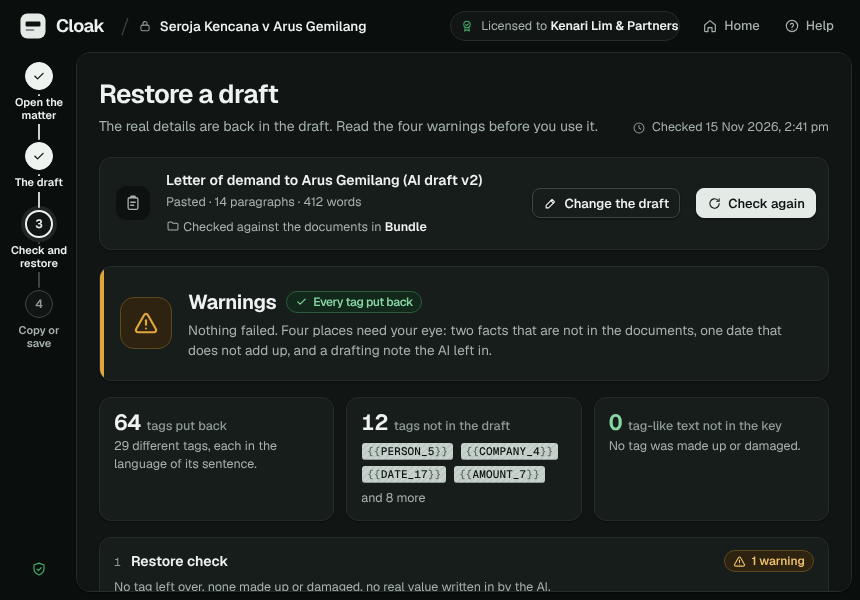 Cloak / Seroja Kencana v Arus Gemilang
Licensed to Kenari Lim & Partners
Home
Help
Open the
matter
The draft
3
Check and
restore
4
Copy or
save
Restore a draft
The real details are back in the draft. Read the four warnings before you use it.
Checked 15 Nov 2026, 2:41 pm
Letter of demand to Arus Gemilang (AI draft v2)
Pasted · 14 paragraphs · 412 words
Checked against the documents in Bundle
Change the draft
Check again
Warnings
Every tag put back
Nothing failed. Four places need your eye: two facts that are not in the documents, one date that
does not add up, and a drafting note the AI left in.
64 tags put back
29 different tags, each in the
language of its sentence.
12 tags not in the draft
{{PERSON_5}} {{COMPANY_4}}
{{DATE_17}} {{AMOUNT_7}}
and 8 more
0 tag-like text not in the key
No tag was made up or damaged.
1 Restore check
1 warning
No tag left over, none made up or damaged, no real value written in by the AI.